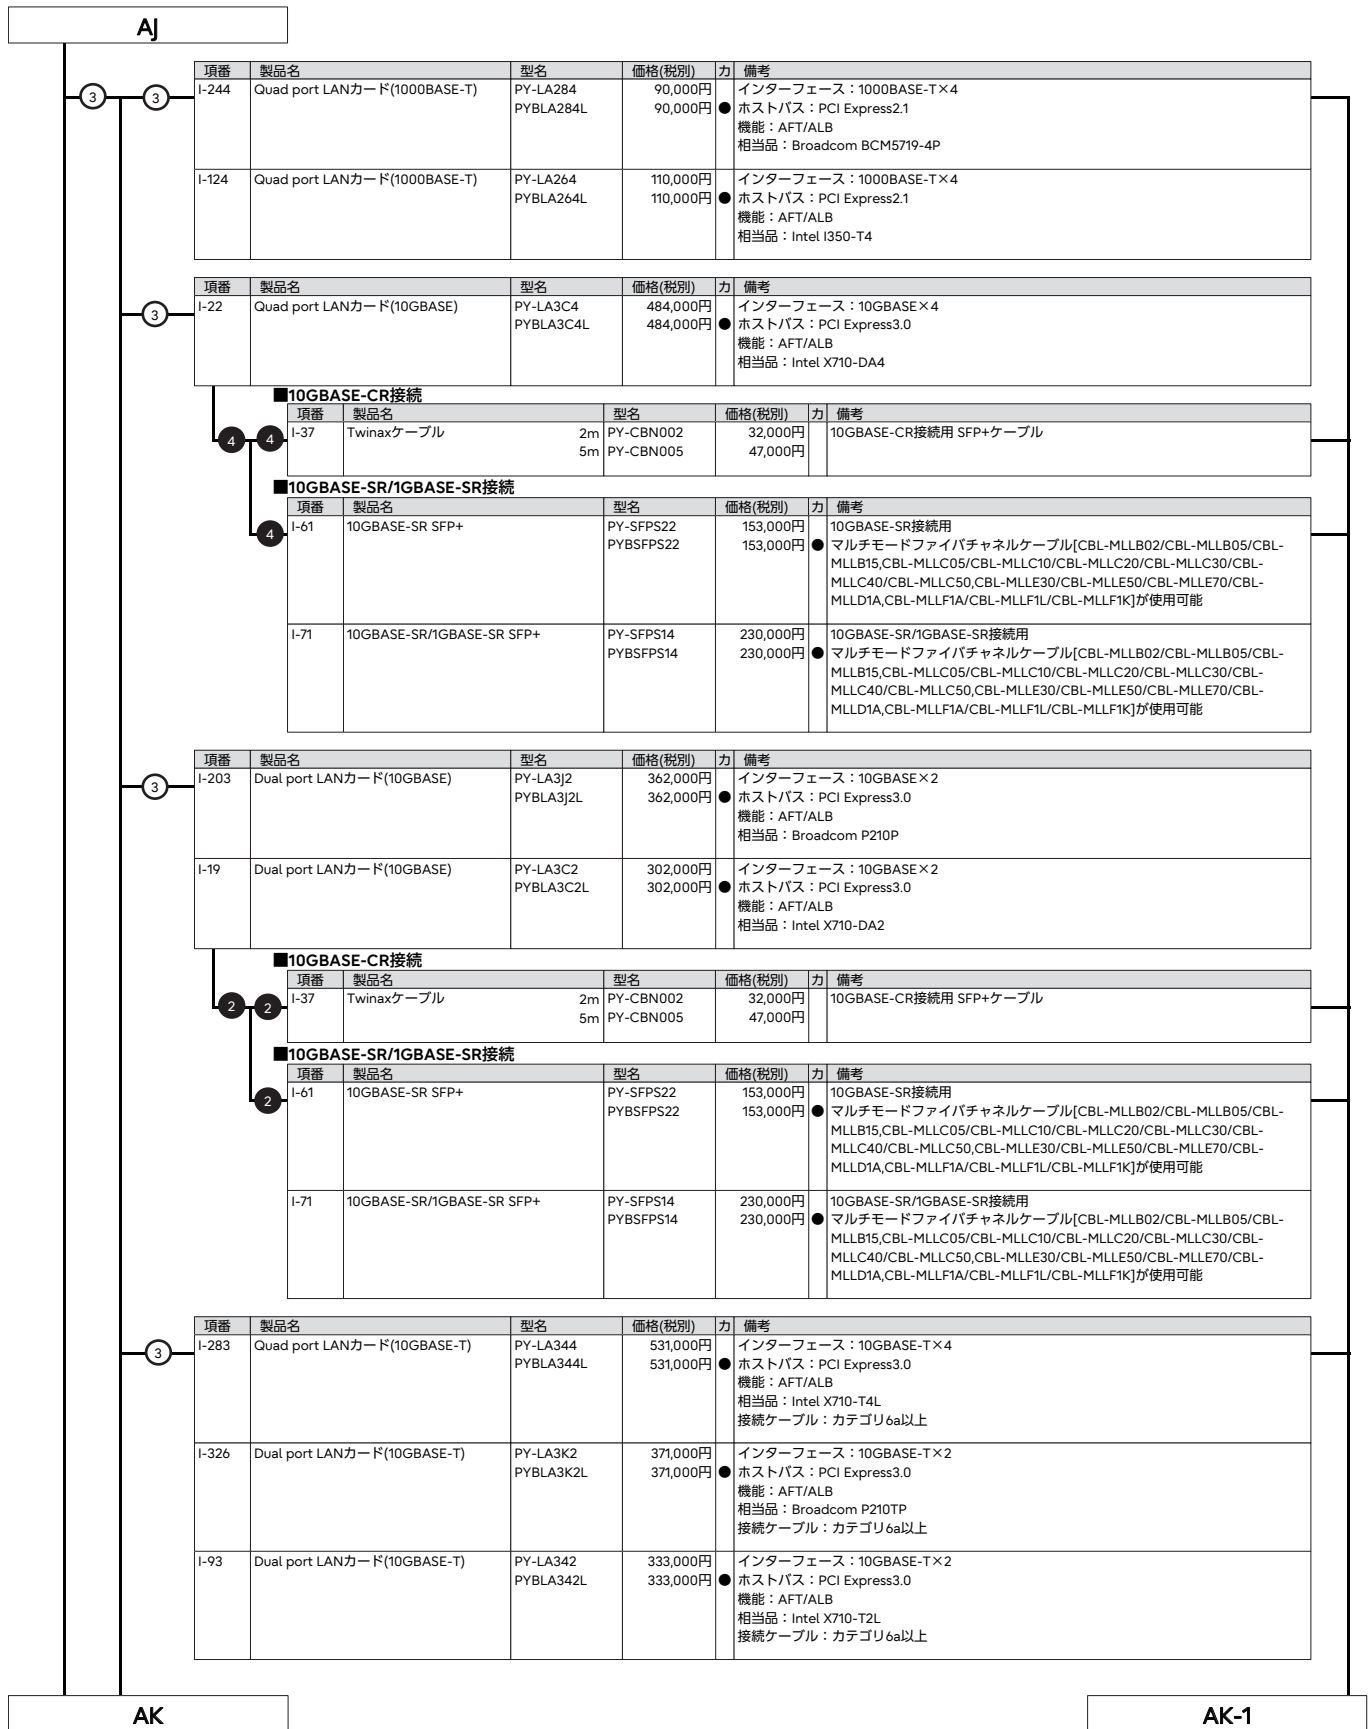 AJ
項番 製品名 型名 価格(税別) カ 備考
3 3 I-244 Quad port LANカード(1000BASE-T) PY-LA284 90,000円 インターフェース：1000BASE-T×4
PYBLA284L 90,000円 ● ホストバス：PCI Express2.1
機能：AFT/ALB
相当品：Broadcom BCM5719-4P
I-124 Quad port LANカード(1000BASE-T) PY-LA264 110,000円 インターフェース：1000BASE-T×4
PYBLA264L 110,000円 ● ホストバス：PCI Express2.1
機能：AFT/ALB
相当品：Intel I350-T4
項番 製品名 型名 価格(税別) カ 備考
3 I-22 Quad port LANカード(10GBASE) PY-LA3C4 484,000円 インターフェース：10GBASE×4
PYBLA3C4L 484,000円 ● ホストバス：PCI Express3.0
機能：AFT/ALB
相当品：Intel X710-DA4
■10GBASE-CR接続
項番 製品名 型名 価格(税別) カ 備考
4 4 I-37 Twinaxケーブル 2m PY-CBN002 32,000円 10GBASE-CR接続用 SFP+ケーブル
5m PY-CBN005 47,000円
■10GBASE-SR/1GBASE-SR接続
項番 製品名 型名 価格(税別) カ 備考
4 I-61 10GBASE-SR SFP+ PY-SFPS22 153,000円 10GBASE-SR接続用
PYBSFPS22 153,000円 ● マルチモードファイバチャネルケーブル[CBL-MLLB02/CBL-MLLB05/CBL-
MLLB15,CBL-MLLC05/CBL-MLLC10/CBL-MLLC20/CBL-MLLC30/CBL-
MLLC40/CBL-MLLC50,CBL-MLLE30/CBL-MLLE50/CBL-MLLE70/CBL-
MLLD1A,CBL-MLLF1A/CBL-MLLF1L/CBL-MLLF1K]が使用可能
I-71 10GBASE-SR/1GBASE-SR SFP+ PY-SFPS14 230,000円 10GBASE-SR/1GBASE-SR接続用
PYBSFPS14 230,000円 ● マルチモードファイバチャネルケーブル[CBL-MLLB02/CBL-MLLB05/CBL-
MLLB15,CBL-MLLC05/CBL-MLLC10/CBL-MLLC20/CBL-MLLC30/CBL-
MLLC40/CBL-MLLC50,CBL-MLLE30/CBL-MLLE50/CBL-MLLE70/CBL-
MLLD1A,CBL-MLLF1A/CBL-MLLF1L/CBL-MLLF1K]が使用可能
項番 製品名 型名 価格(税別) カ 備考
3 I-203 Dual port LANカード(10GBASE) PY-LA3J2 362,000円 インターフェース：10GBASE×2
PYBLA3J2L 362,000円 ● ホストバス：PCI Express3.0
機能：AFT/ALB
相当品：Broadcom P210P
I-19 Dual port LANカード(10GBASE) PY-LA3C2 302,000円 インターフェース：10GBASE×2
PYBLA3C2L 302,000円 ● ホストバス：PCI Express3.0
機能：AFT/ALB
相当品：Intel X710-DA2
■10GBASE-CR接続
項番 製品名 型名 価格(税別) カ 備考
2 2 I-37 Twinaxケーブル 2m PY-CBN002 32,000円 10GBASE-CR接続用 SFP+ケーブル
5m PY-CBN005 47,000円
■10GBASE-SR/1GBASE-SR接続
項番 製品名 型名 価格(税別) カ 備考
2 I-61 10GBASE-SR SFP+ PY-SFPS22 153,000円 10GBASE-SR接続用
PYBSFPS22 153,000円 ● マルチモードファイバチャネルケーブル[CBL-MLLB02/CBL-MLLB05/CBL-
MLLB15,CBL-MLLC05/CBL-MLLC10/CBL-MLLC20/CBL-MLLC30/CBL-
MLLC40/CBL-MLLC50,CBL-MLLE30/CBL-MLLE50/CBL-MLLE70/CBL-
MLLD1A,CBL-MLLF1A/CBL-MLLF1L/CBL-MLLF1K]が使用可能
I-71 10GBASE-SR/1GBASE-SR SFP+ PY-SFPS14 230,000円 10GBASE-SR/1GBASE-SR接続用
PYBSFPS14 230,000円 ● マルチモードファイバチャネルケーブル[CBL-MLLB02/CBL-MLLB05/CBL-
MLLB15,CBL-MLLC05/CBL-MLLC10/CBL-MLLC20/CBL-MLLC30/CBL-
MLLC40/CBL-MLLC50,CBL-MLLE30/CBL-MLLE50/CBL-MLLE70/CBL-
MLLD1A,CBL-MLLF1A/CBL-MLLF1L/CBL-MLLF1K]が使用可能
項番 製品名 型名 価格(税別) カ 備考
3 I-283 Quad port LANカード(10GBASE-T) PY-LA344 531,000円 インターフェース：10GBASE-T×4
PYBLA344L 531,000円 ● ホストバス：PCI Express3.0
機能：AFT/ALB
相当品：Intel X710-T4L
接続ケーブル：カテゴリ6a以上
I-326 Dual port LANカード(10GBASE-T) PY-LA3K2 371,000円 インターフェース：10GBASE-T×2
PYBLA3K2L 371,000円 ● ホストバス：PCI Express3.0
機能：AFT/ALB
相当品：Broadcom P210TP
接続ケーブル：カテゴリ6a以上
I-93 Dual port LANカード(10GBASE-T) PY-LA342 333,000円 インターフェース：10GBASE-T×2
PYBLA342L 333,000円 ● ホストバス：PCI Express3.0
機能：AFT/ALB
相当品：Intel X710-T2L
接続ケーブル：カテゴリ6a以上
AK AK-1